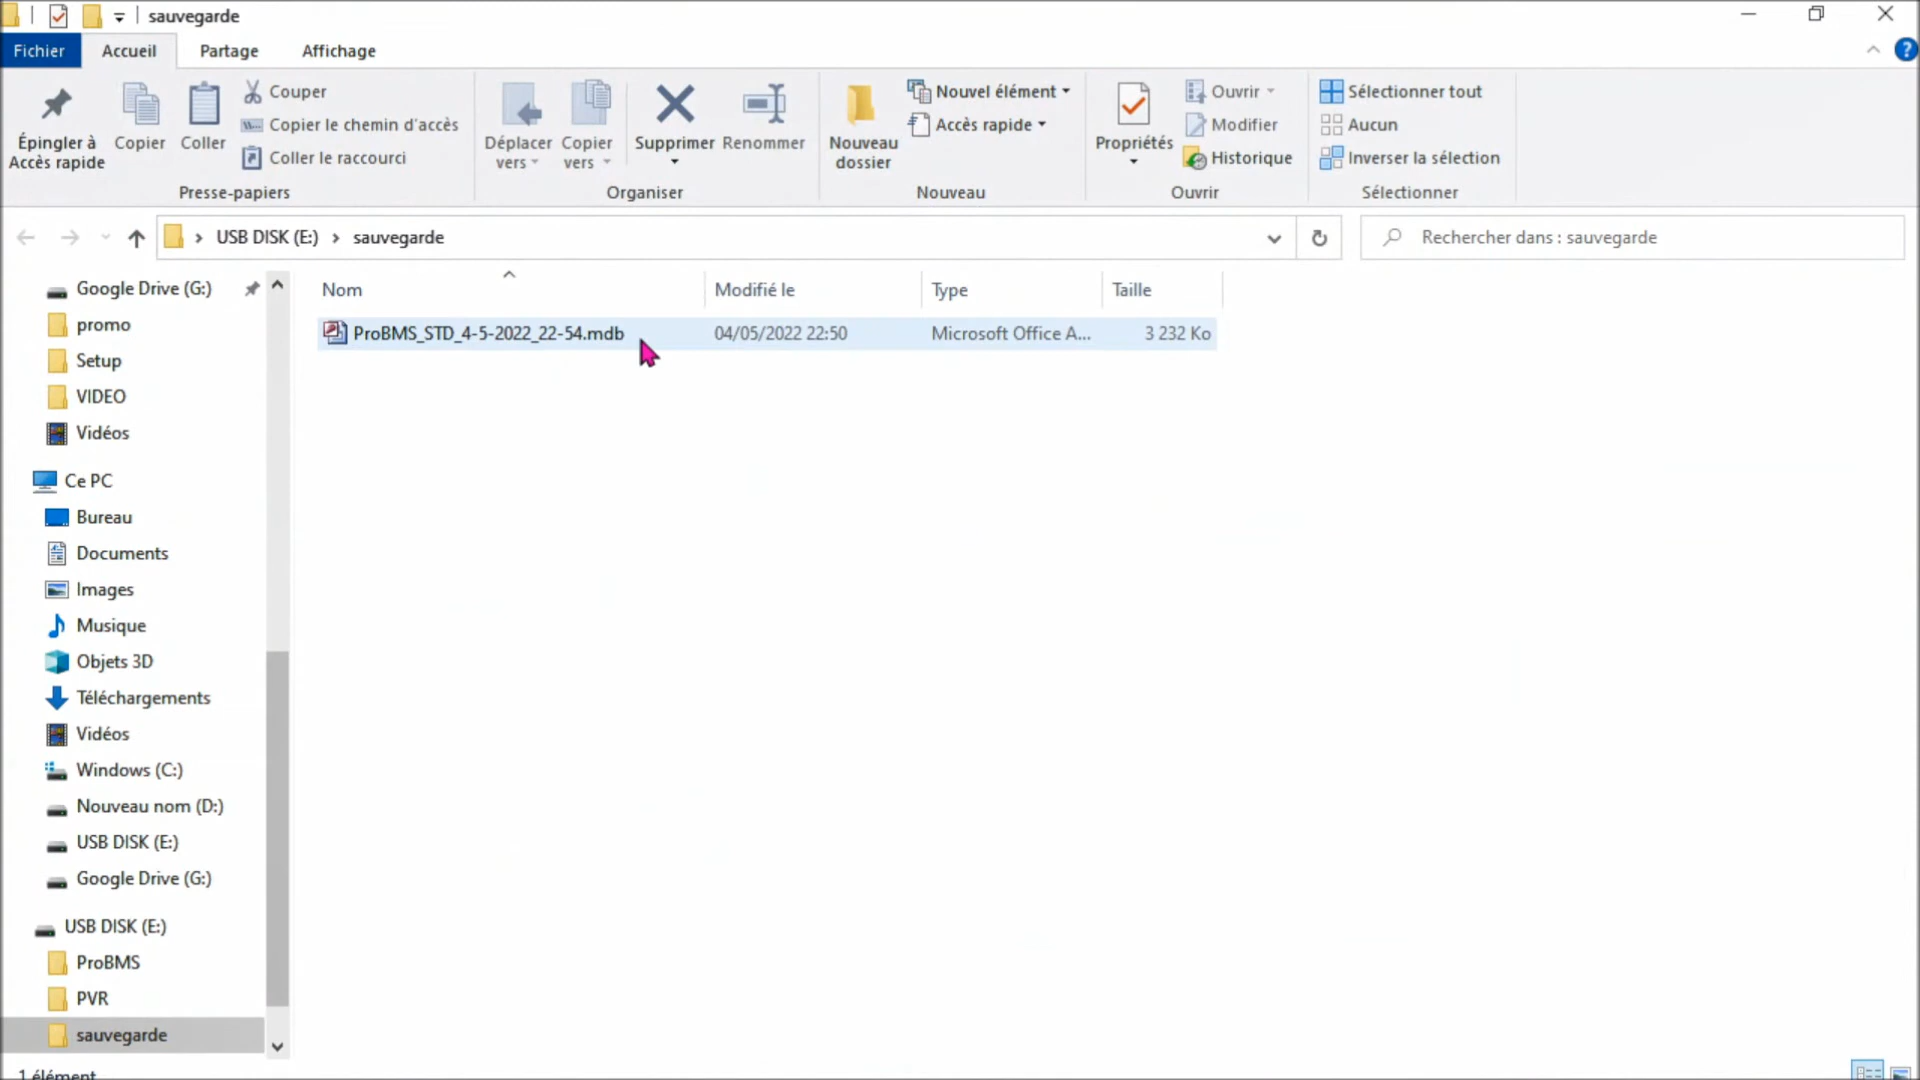 sauvegarde
Fichier
Accueil
Partage
Affichage
Épingler à
Accès rapide
Copier
Coller
Couper
Copier le chemin d'accès
Coller le raccourci
Presse-papiers
Déplacer
vers
Copier
vers
Supprimer
Renommer
Organiser
Nouveau
dossier
Nouvel élément
Accès rapide
Nouveau
Propriétés
Ouvrir
Modifier
Historique
Ouvrir
Sélectionner tout
Aucun
Inverser la sélection
Sélectionner
USB DISK (E:) > sauvegarde
Rechercher dans : sauvegarde
Google Drive (G:)
promo
Setup
VIDEO
Vidéos
Ce PC
Bureau
Documents
Images
Musique
Objets 3D
Téléchargements
Vidéos
Windows (C:)
Nouveau nom (D:)
USB DISK (E:)
Google Drive (G:)
USB DISK (E:)
ProBMS
PVR
sauvegarde
Nom Modifié le Type Taille
ProBMS_STD_4-5-2022_22-54.mdb 04/05/2022 22:50 Microsoft Office A... 3 232 Ko
1 élément